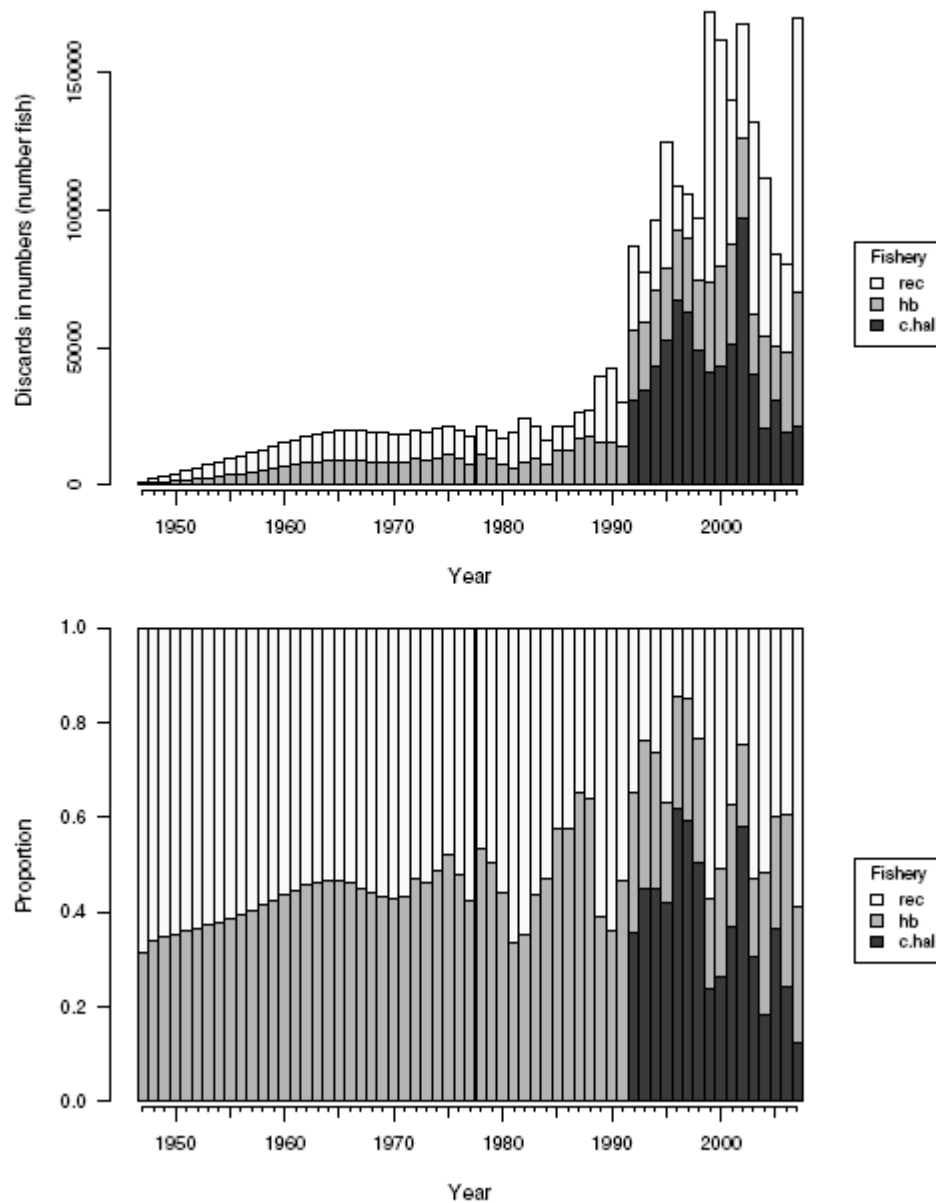 Discards in numbers (number fish)
150000
100000
50000
0
1950
1960
1970
1980
1990
2000
Year
Fishery
rec
hb
c.hal
Proportion
1.0
0.8
0.6
0.4
0.2
0.0
1950
1960
1970
1980
1990
2000
Year
Fishery
rec
hb
c.hal